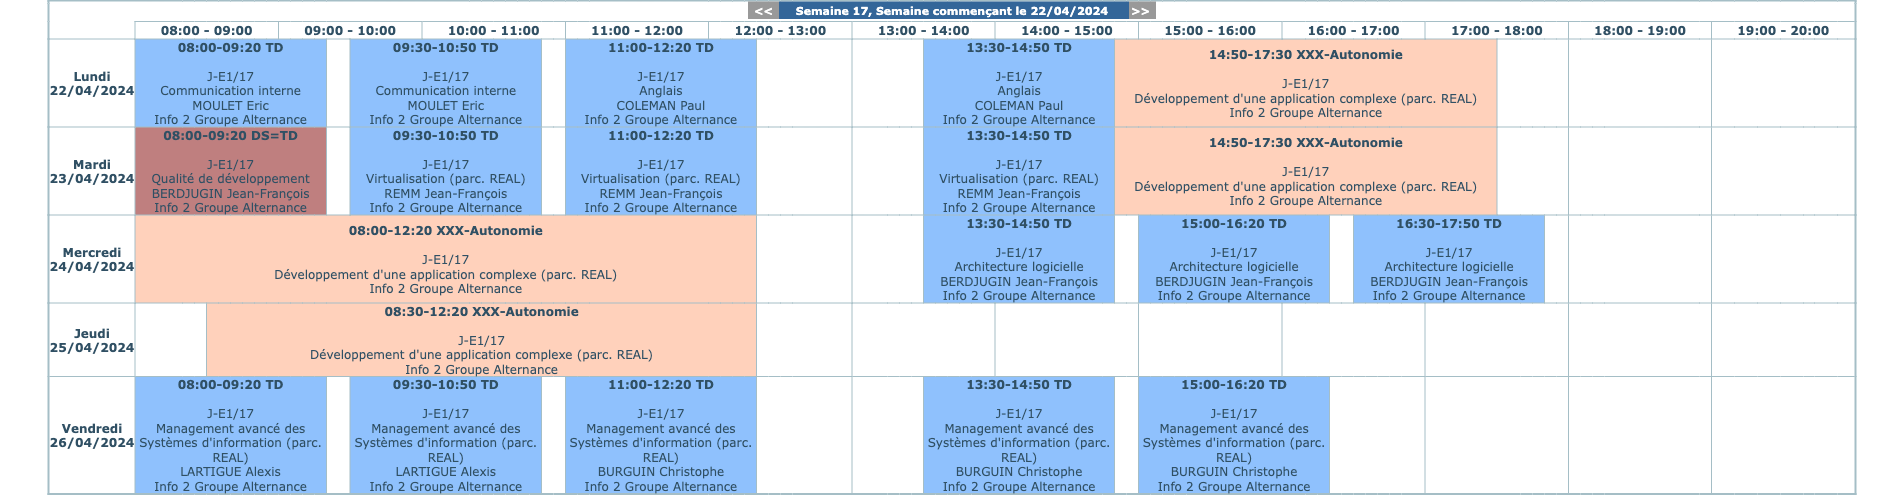 << Semaine 17, Semaine commençant le 22/04/2024 >>
08:00 - 09:00 09:00 - 10:00 10:00 - 11:00 11:00 - 12:00 12:00 - 13:00 13:00 - 14:00 14:00 - 15:00 15:00 - 16:00 16:00 - 17:00 17:00 - 18:00 18:00 - 19:00 19:00 - 20:00
Lundi
22/04/2024
08:00-09:20 TD
J-E1/17
Communication interne
MOULET Eric
Info 2 Groupe Alternance
09:30-10:50 TD
J-E1/17
Communication interne
MOULET Eric
Info 2 Groupe Alternance
11:00-12:20 TD
J-E1/17
Anglais
COLEMAN Paul
Info 2 Groupe Alternance
13:30-14:50 TD
J-E1/17
Anglais
COLEMAN Paul
Info 2 Groupe Alternance
14:50-17:30 XXX-Autonomie
J-E1/17
Développement d'une application complexe (parc. REAL)
Info 2 Groupe Alternance
Mardi
23/04/2024
08:00-09:20 DS=TD
J-E1/17
Qualité de développement
BERDJUGIN Jean-François
Info 2 Groupe Alternance
09:30-10:50 TD
J-E1/17
Virtualisation (parc. REAL)
REMM Jean-François
Info 2 Groupe Alternance
11:00-12:20 TD
J-E1/17
Virtualisation (parc. REAL)
REMM Jean-François
Info 2 Groupe Alternance
13:30-14:50 TD
J-E1/17
Virtualisation (parc. REAL)
REMM Jean-François
Info 2 Groupe Alternance
14:50-17:30 XXX-Autonomie
J-E1/17
Développement d'une application complexe (parc. REAL)
Info 2 Groupe Alternance
Mercredi
24/04/2024
08:00-12:20 XXX-Autonomie
J-E1/17
Développement d'une application complexe (parc. REAL)
Info 2 Groupe Alternance
13:30-14:50 TD
J-E1/17
Architecture logicielle
BERDJUGIN Jean-François
Info 2 Groupe Alternance
15:00-16:20 TD
J-E1/17
Architecture logicielle
BERDJUGIN Jean-François
Info 2 Groupe Alternance
16:30-17:50 TD
J-E1/17
Architecture logicielle
BERDJUGIN Jean-François
Info 2 Groupe Alternance
Jeudi
25/04/2024
08:30-12:20 XXX-Autonomie
J-E1/17
Développement d'une application complexe (parc. REAL)
Info 2 Groupe Alternance
Vendredi
26/04/2024
08:00-09:20 TD
J-E1/17
Management avancé des
Systèmes d'information (parc.
REAL)
LARTIGUE Alexis
Info 2 Groupe Alternance
09:30-10:50 TD
J-E1/17
Management avancé des
Systèmes d'information (parc.
REAL)
LARTIGUE Alexis
Info 2 Groupe Alternance
11:00-12:20 TD
J-E1/17
Management avancé des
Systèmes d'information (parc.
REAL)
BURGUIN Christophe
Info 2 Groupe Alternance
13:30-14:50 TD
J-E1/17
Management avancé des
Systèmes d'information (parc.
REAL)
BURGUIN Christophe
Info 2 Groupe Alternance
15:00-16:20 TD
J-E1/17
Management avancé des
Systèmes d'information (parc.
REAL)
BURGUIN Christophe
Info 2 Groupe Alternance